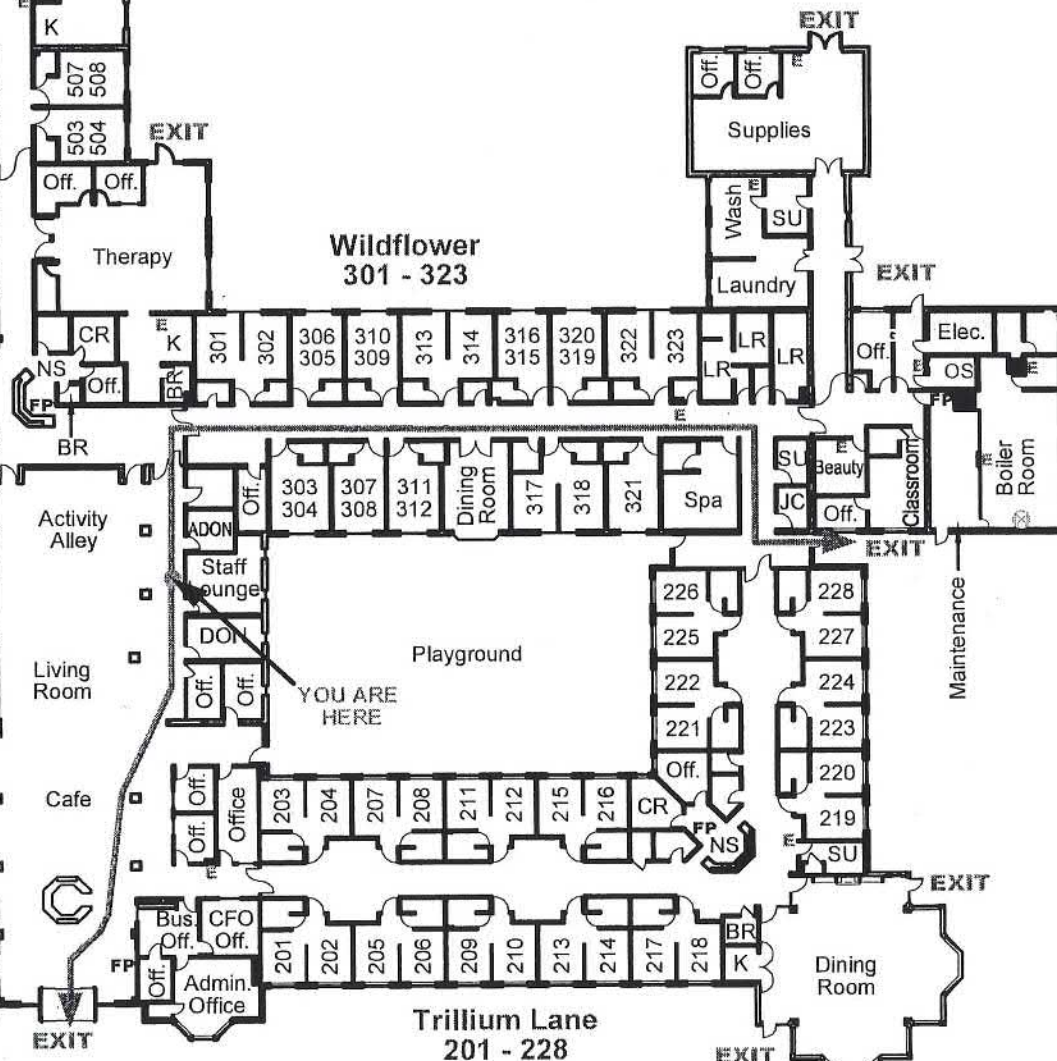 E
K
507
508
503
504
EXIT
Off.
Off.
Therapy
EXIT
E
Off.
Off.
Supplies
E
Wash
SU
Laundry
EXIT
Wildflower
301 - 323
CR
E
K
NS
Off.
BR
FP
BR
301
302
306
305
310
309
313
314
316
315
320
319
322
323
LR
LR
LR
E
Off.
Elec.
E
OS
E
FP
Boiler
Room
E
Activity
Alley
Off.
ADON
303
304
307
308
311
312
Dining
Room
317
318
321
Spa
SU
JC
E
Beauty
Off.
Classroom
EXIT
Maintenance
Staff
Lounge
DON
Off.
Off.
Living
Room
YOU ARE
HERE
Playground
226
225
222
221
Off.
228
227
224
223
220
219
E
SU
Cafe
Off.
Off.
Office
E
203
204
207
208
211
212
215
216
CR
FP
NS
EXIT
Bus.
Off.
CFO
Off.
FP
Off.
Admin.
Office
201
202
205
206
209
210
213
214
217
218
BR
K
Dining
Room
EXIT
Trillium Lane
201 - 228
EXIT